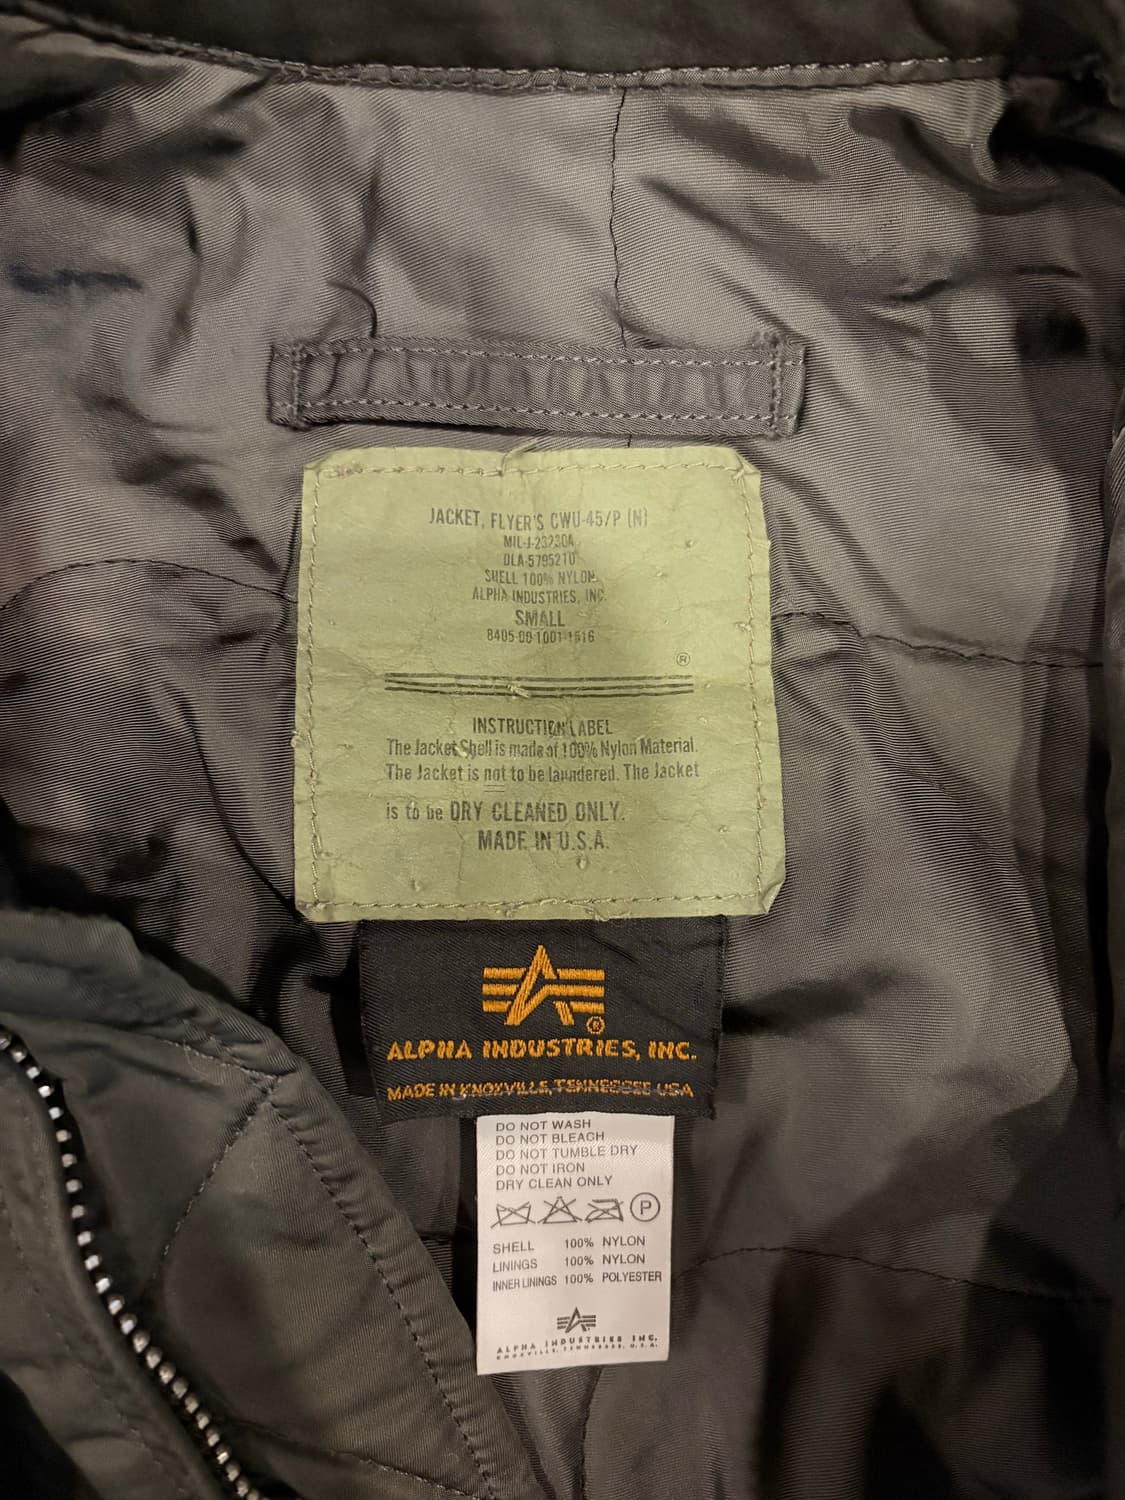 JACKET, FLYER'S CWU-45/P (N)
MIL-J-23230A
DLA-5795210
SHELL 100% NYLON
ALPHA INDUSTRIES, INC.
SMALL
8405-00-1001-1516
®
INSTRUCTION LABEL
The Jacket Shell is made of 100% Nylon Material.
The Jacket is not to be laundered. The Jacket
is to be DRY CLEANED ONLY.
MADE IN U.S.A.
®
ALPHA INDUSTRIES, INC.
MADE IN KNOXVILLE, TENNESSEE USA
DO NOT WASH
DO NOT BLEACH
DO NOT TUMBLE DRY
DO NOT IRON
DRY CLEAN ONLY
P
SHELL 100% NYLON
LININGS 100% NYLON
INNER LININGS 100% POLYESTER
ALPHA INDUSTRIES INC.
KNOXVILLE, TENNESSEE, U.S.A.